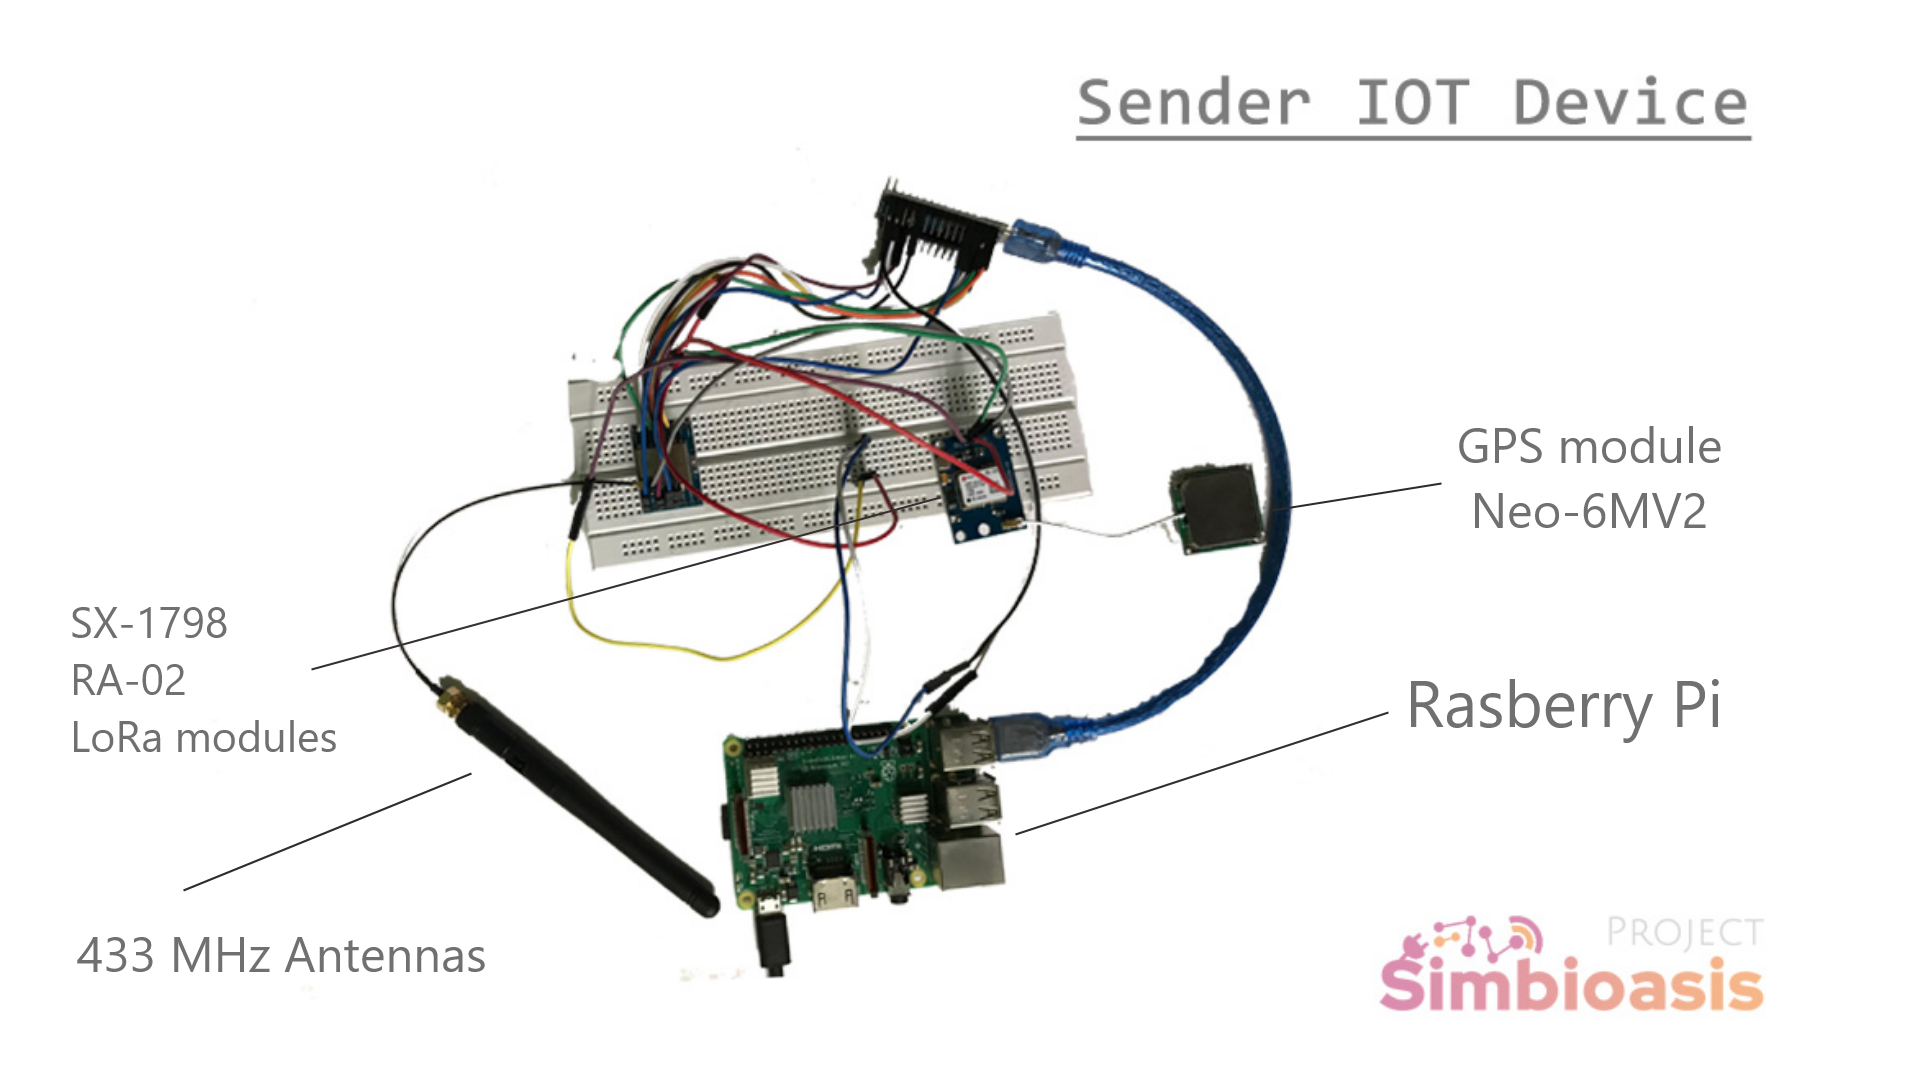 Sender IOT Device
GPS module
Neo-6MV2
SX-1798
RA-02
LoRa modules
Rasberry Pi
433 MHz Antennas
HDMI
PROJECT
Simbioasis